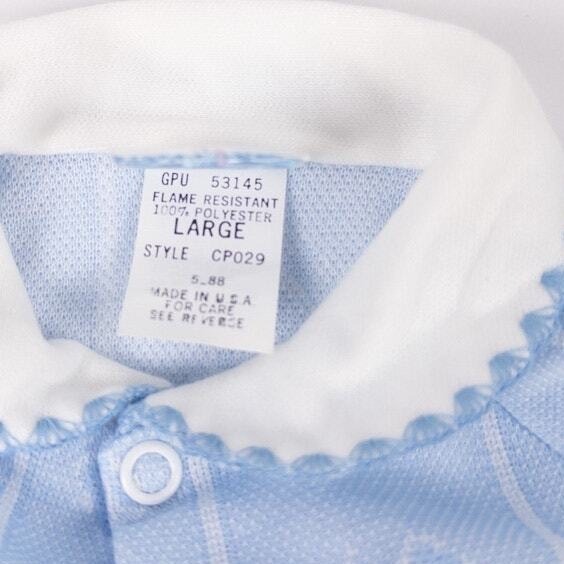 GPU 53145
FLAME RESISTANT
100% POLYESTER
LARGE
STYLE CP029
5_88
MADE IN U.S.A.
FOR CARE
SEE REVERSE